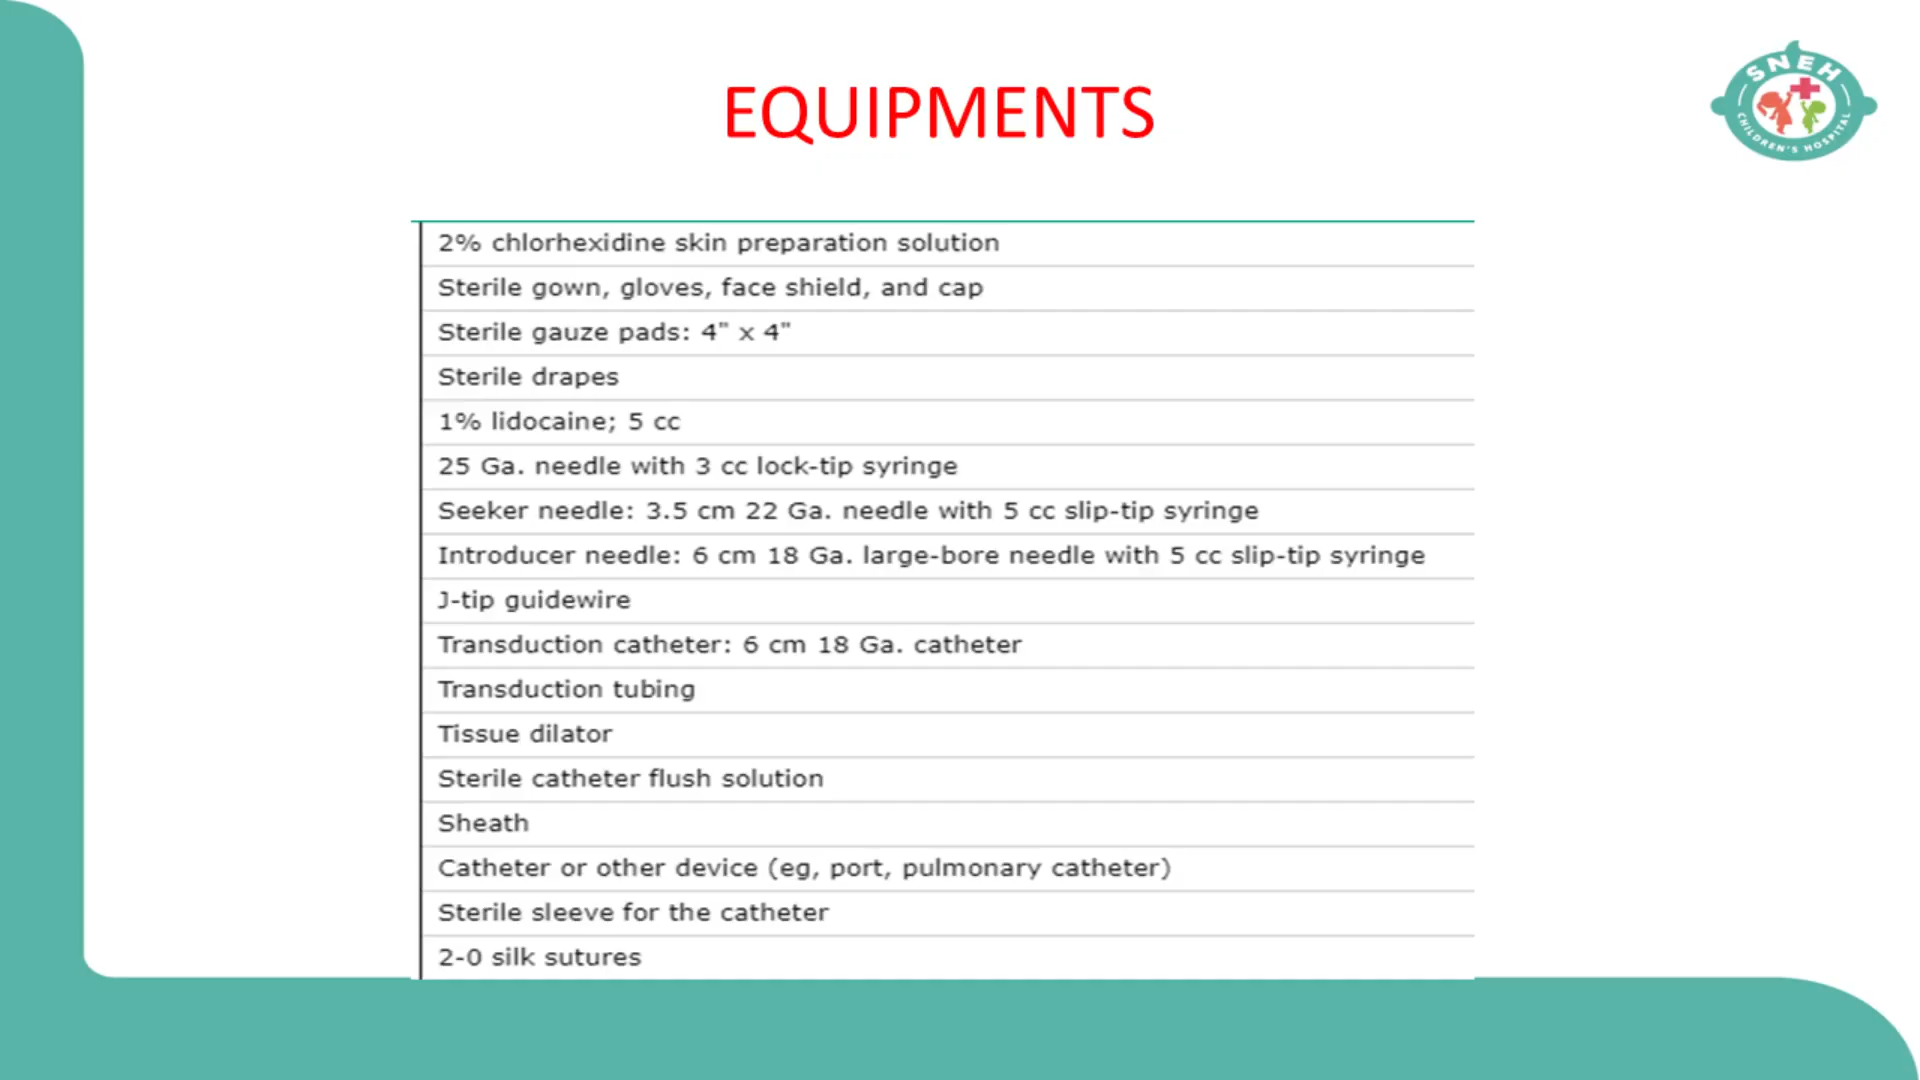 EQUIPMENTS
SNEH
CHILDREN'S HOSPITAL
2% chlorhexidine skin preparation solution
Sterile gown, gloves, face shield, and cap
Sterile gauze pads: 4" x 4"
Sterile drapes
1% lidocaine; 5 cc
25 Ga. needle with 3 cc lock-tip syringe
Seeker needle: 3.5 cm 22 Ga. needle with 5 cc slip-tip syringe
Introducer needle: 6 cm 18 Ga. large-bore needle with 5 cc slip-tip syringe
J-tip guidewire
Transduction catheter: 6 cm 18 Ga. catheter
Transduction tubing
Tissue dilator
Sterile catheter flush solution
Sheath
Catheter or other device (eg, port, pulmonary catheter)
Sterile sleeve for the catheter
2-0 silk sutures